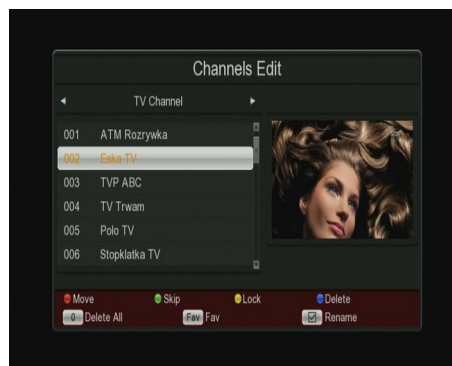 Channels Edit
TV Channel
001 ATM Rozrywka
002 Eska TV
003 TVP ABC
004 TV Trwam
005 Polo TV
006 Stopklatka TV
Move Skip Lock Delete
0 Delete All Fav Fav Rename